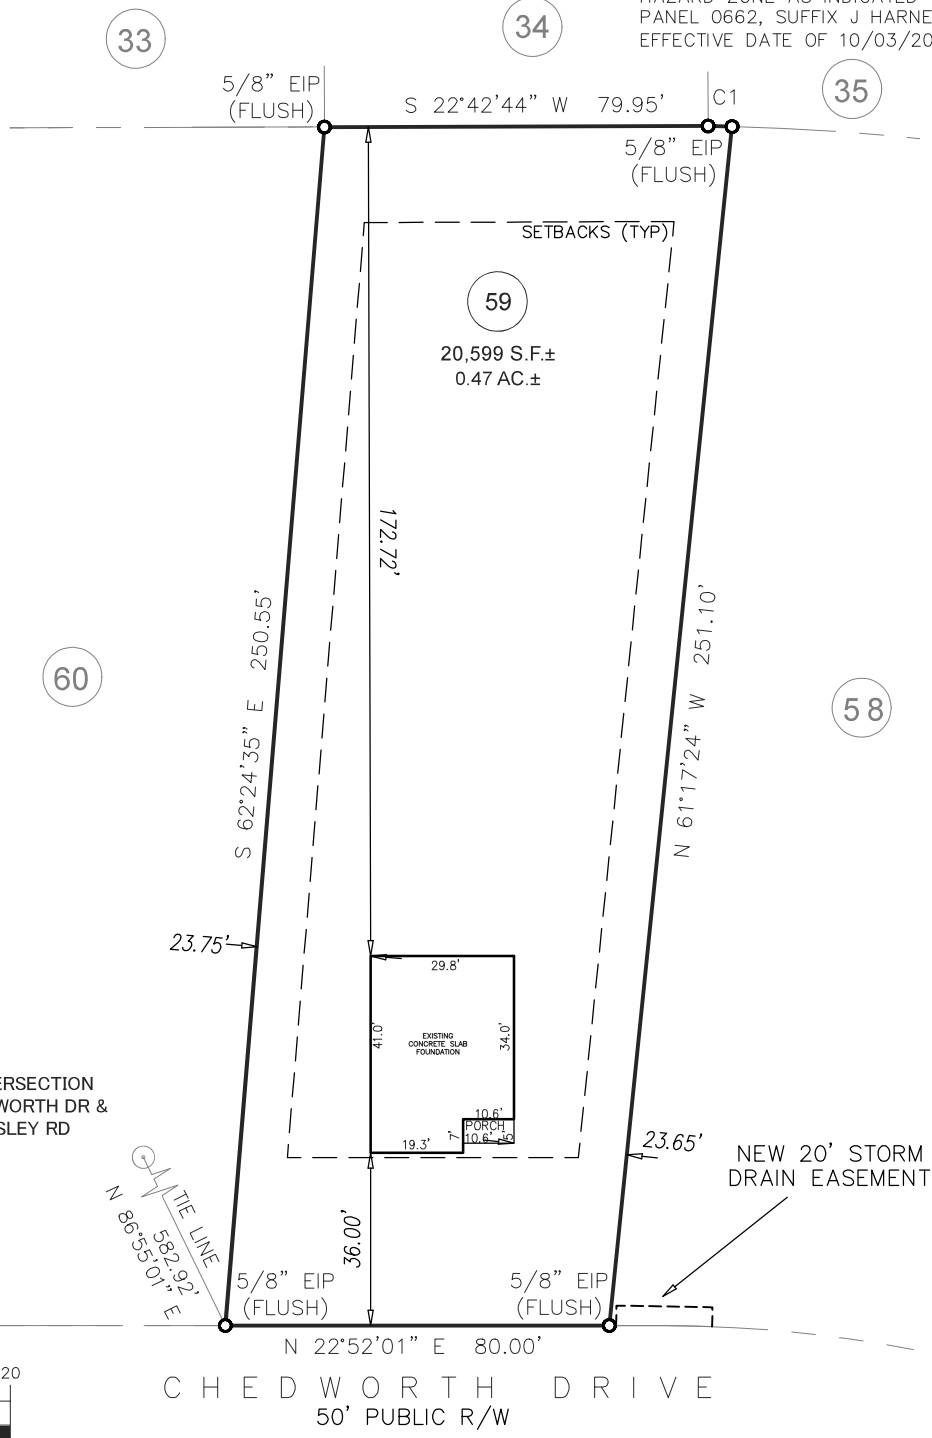 HAZARD ZONE AS INDICATED
PANEL 0662, SUFFIX J HARNE
EFFECTIVE DATE OF 10/03/20
33
34
35
5/8" EIP
(FLUSH)
S 22°42'44" W 79.95'
C1
5/8" EIP
(FLUSH)
SETBACKS (TYP)
59
20,599 S.F.±
0.47 AC.±
172.72'
S 62°24'35" E 250.55'
N 61°17'24" W 251.10'
60
58
23.75'
29.8'
41.0'
EXISTING
CONCRETE SLAB
FOUNDATION
34.0'
10.6'
PORCH
10.6'
5'
7'
19.3'
23.65'
ERSECTION
WORTH DR &
SLEY RD
NEW 20' STORM
DRAIN EASEMENT
TIE LINE
582.92'
N 86°55'01" E
36.00'
5/8" EIP
(FLUSH)
5/8" EIP
(FLUSH)
N 22°52'01" E 80.00'
20
CHEDWORTH DRIVE
50' PUBLIC R/W